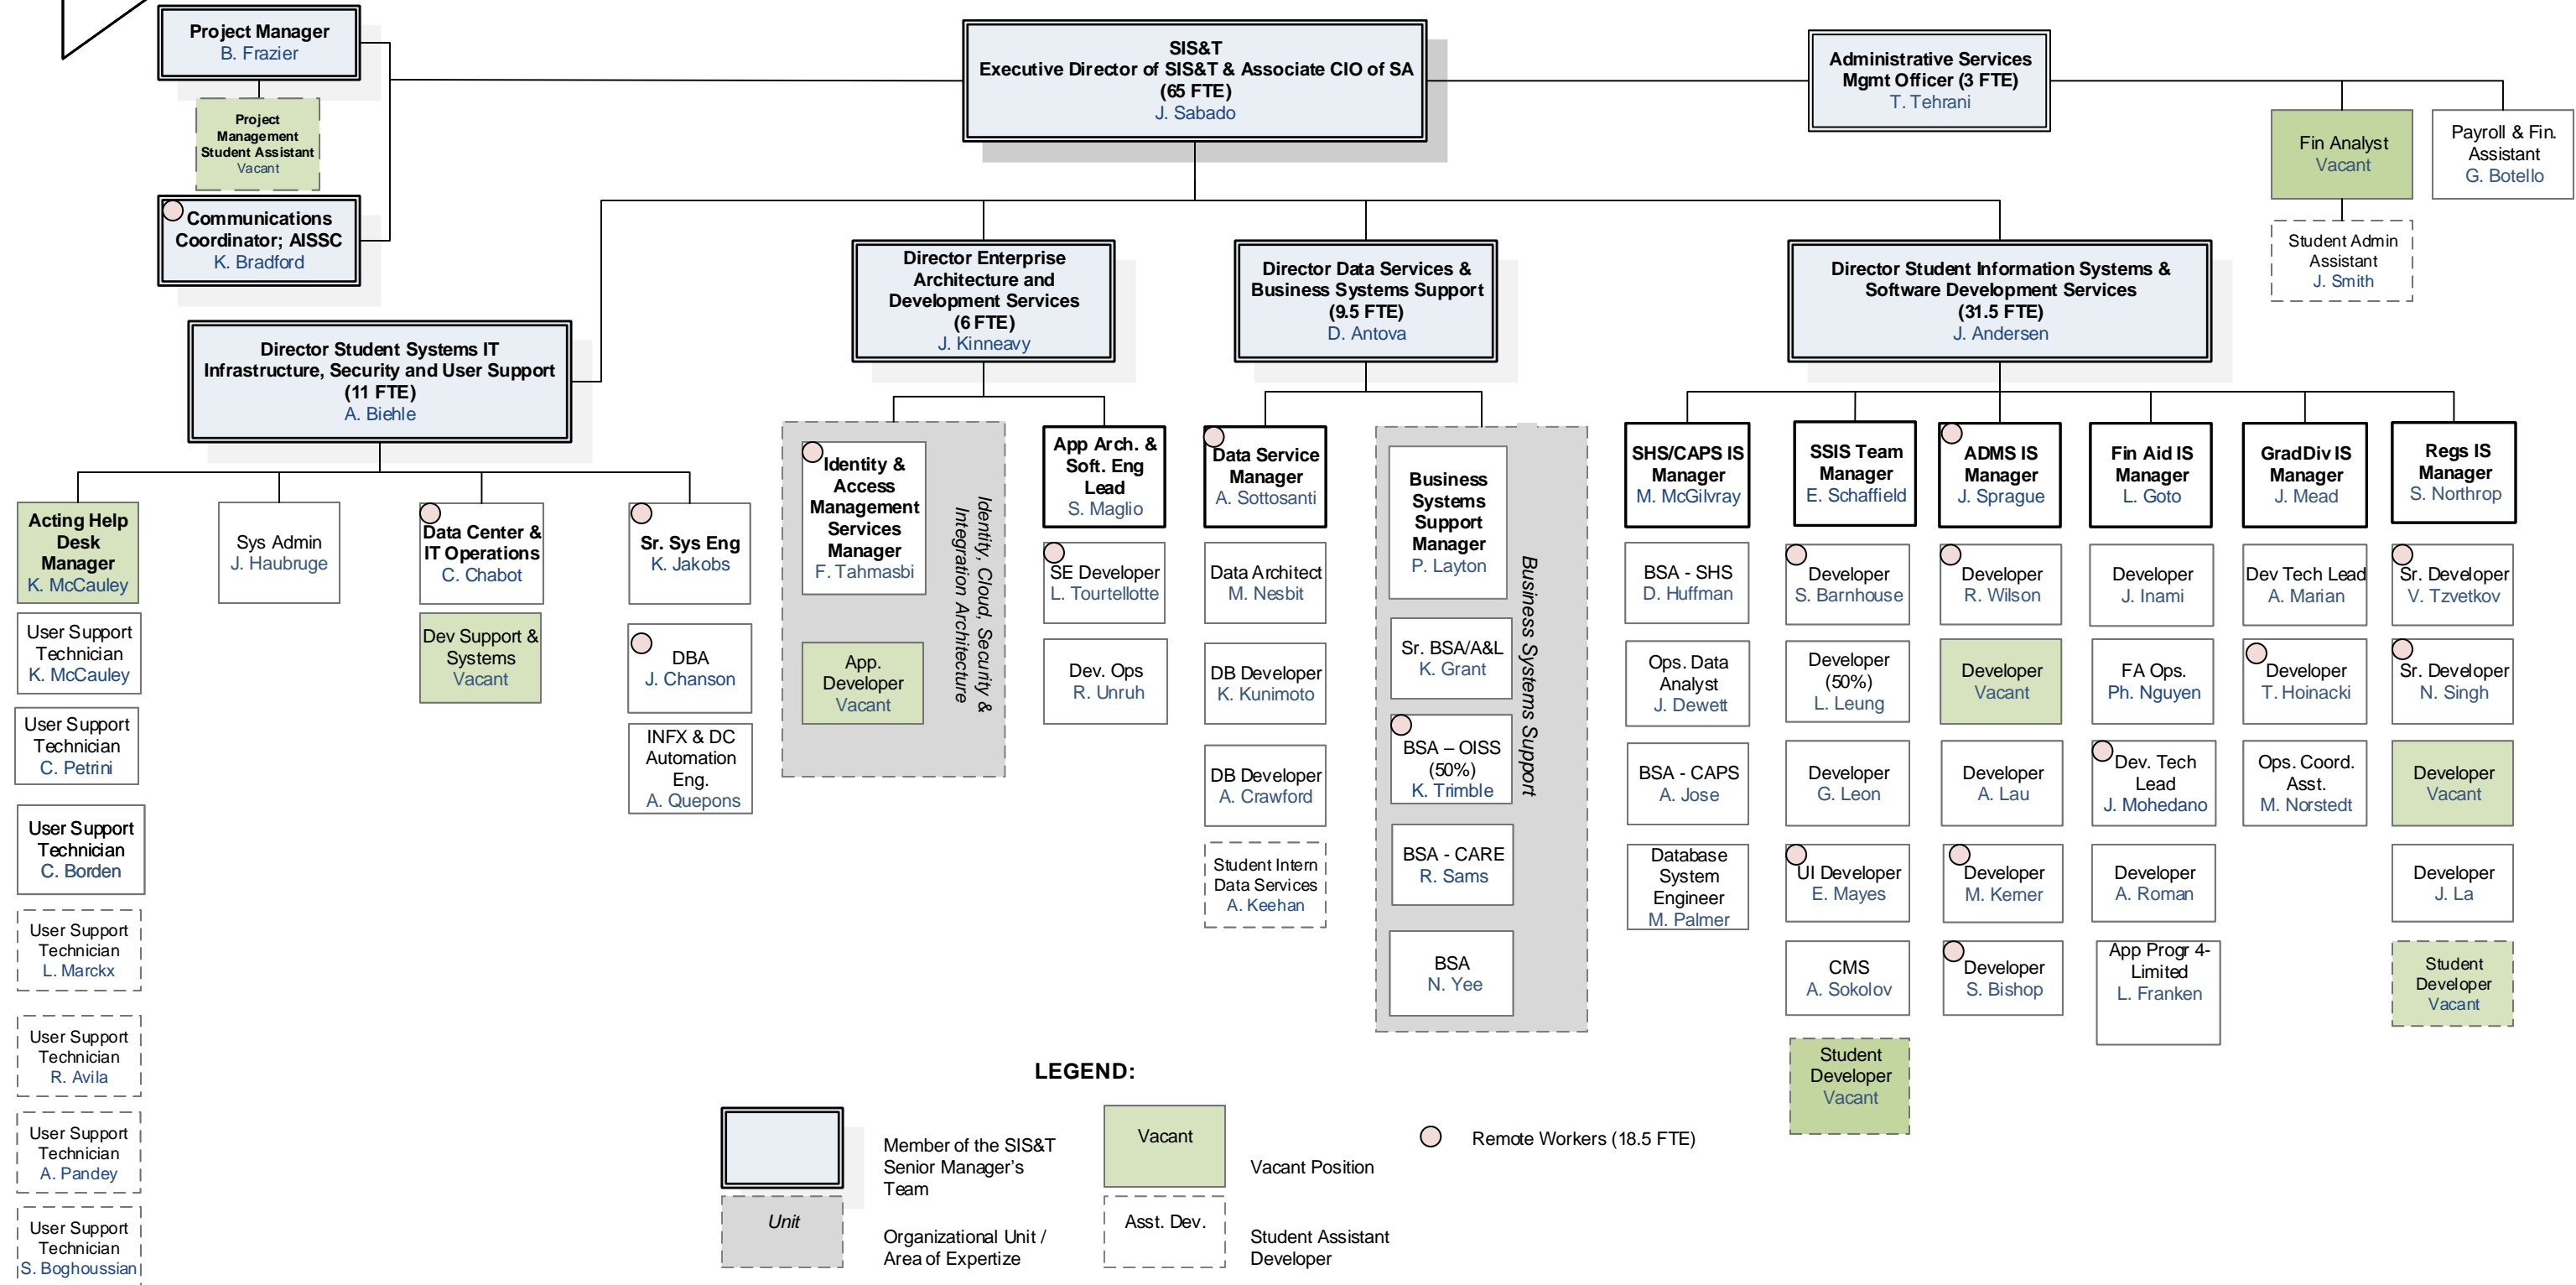 Project Manager
B. Frazier
Project
Management
Student Assistant
Vacant
Communications
Coordinator; AISSC
K. Bradford
SIS&T
Executive Director of SIS&T & Associate CIO of SA
(65 FTE)
J. Sabado
Administrative Services
Mgmt Officer (3 FTE)
T. Tehrani
Fin Analyst
Vacant
Payroll & Fin.
Assistant
G. Botello
Student Admin
Assistant
J. Smith
Director Student Systems IT
Infrastructure, Security and User Support
(11 FTE)
A. Biehle
Director Enterprise
Architecture and
Development Services
(6 FTE)
J. Kinneavy
Director Data Services &
Business Systems Support
(9.5 FTE)
D. Antova
Director Student Information Systems &
Software Development Services
(31.5 FTE)
J. Andersen
Acting Help
Desk
Manager
K. McCauley
User Support
Technician
K. McCauley
User Support
Technician
C. Petrini
User Support
Technician
C. Borden
User Support
Technician
L. Marckx
User Support
Technician
R. Avila
User Support
Technician
A. Pandey
User Support
Technician
S. Boghoussian
Sys Admin
J. Haubruge
Data Center &
IT Operations
C. Chabot
Dev Support &
Systems
Vacant
Sr. Sys Eng
K. Jakobs
DBA
J. Chanson
INFX & DC
Automation
Eng.
A. Quepons
Identity &
Access
Management
Services
Manager
F. Tahmasbi
App.
Developer
Vacant
Identity, Cloud, Security &
Integration Architecture
App Arch. &
Soft. Eng
Lead
S. Maglio
SE Developer
L. Tourtellotte
Dev. Ops
R. Unruh
Data Service
Manager
A. Sottosanti
Data Architect
M. Nesbit
DB Developer
K. Kunimoto
DB Developer
A. Crawford
Student Intern
Data Services
A. Keehan
Business
Systems
Support
Manager
P. Layton
Sr. BSA/A&L
K. Grant
BSA – OISS
(50%)
K. Trimble
BSA - CARE
R. Sams
BSA
N. Yee
Business Systems Support
SHS/CAPS IS
Manager
M. McGilvray
BSA - SHS
D. Huffman
Ops. Data
Analyst
J. Dewett
BSA - CAPS
A. Jose
Database
System
Engineer
M. Palmer
SSIS Team
Manager
E. Schaffield
Developer
S. Barnhouse
Developer
(50%)
L. Leung
Developer
G. Leon
UI Developer
E. Mayes
CMS
A. Sokolov
Student
Developer
Vacant
ADMS IS
Manager
J. Sprague
Developer
R. Wilson
Developer
Vacant
Developer
A. Lau
Developer
M. Kerner
Developer
S. Bishop
Fin Aid IS
Manager
L. Goto
Developer
J. Inami
FA Ops.
Ph. Nguyen
Dev. Tech
Lead
J. Mohedano
Developer
A. Roman
App Progr 4-
Limited
L. Franken
GradDiv IS
Manager
J. Mead
Dev Tech Lead
A. Marian
Developer
T. Hoinacki
Ops. Coord.
Asst.
M. Norstedt
Regs IS
Manager
S. Northrop
Sr. Developer
V. Tzvetkov
Sr. Developer
N. Singh
Developer
Vacant
Developer
J. La
Student
Developer
Vacant
LEGEND:
Member of the SIS&T
Senior Manager's
Team
Unit
Organizational Unit /
Area of Expertize
Vacant
Vacant Position
Asst. Dev.
Student Assistant
Developer
Remote Workers (18.5 FTE)